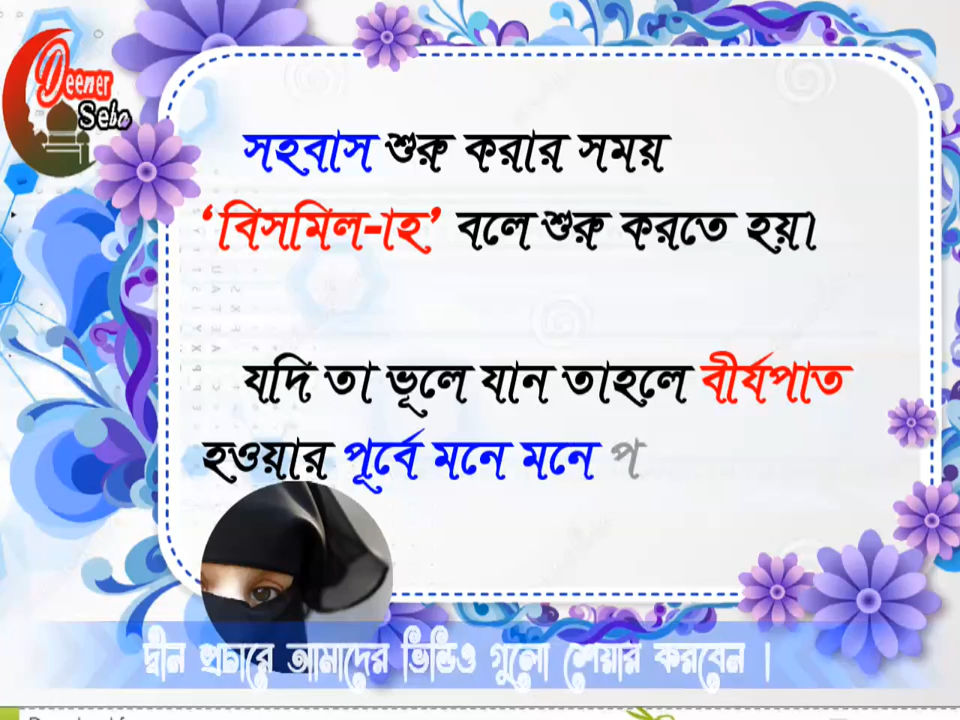 Deener
Seba
সহবাস শুরু করার সময়
‘বিসমিল-াহ’ বলে শুরু করতে হয়।
যদি তা ভূলে যান তাহলে বীর্যপাত
হওয়ার পূর্বে মনে মনে প
দ্বীন প্রচারে আমাদের ভিডিও গুলো শেয়ার করবেন ।